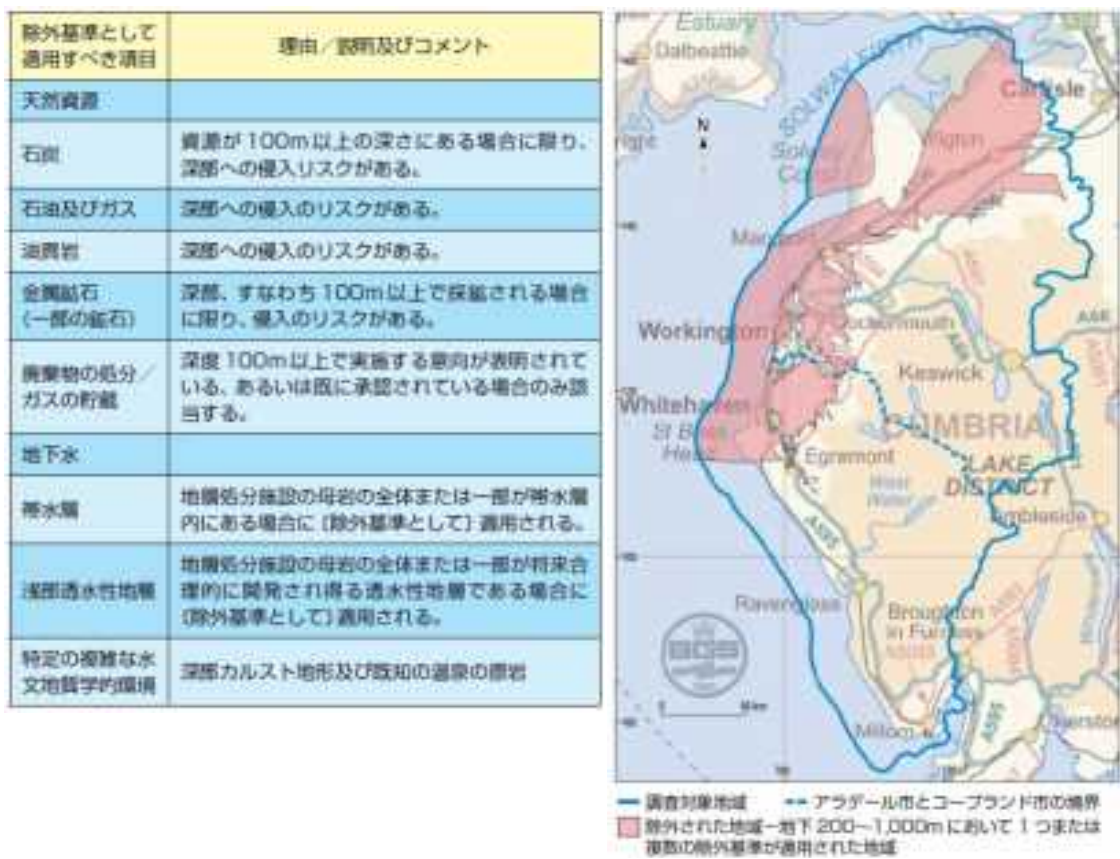 除外基準として
適用すべき項目
理由/説明及びコメント
天然資源
石炭
資源が100m以上の深さにある場合に限り、
深部への侵入リスクがある。
石油及びガス
深部への侵入のリスクがある。
油頁岩
深部への侵入のリスクがある。
金属鉱石
(一部の鉱石)
深部、すなわち100m以上で採鉱される場合
に限り、侵入のリスクがある。
廃棄物の処分/
ガスの貯蔵
深度100m以上で実施する意向が表明されて
いる、あるいは既に承認されている場合のみ該
当する。
地下水
帯水層
地層処分施設の母岩の全体または一部が帯水層
内にある場合に〔除外基準として〕適用される。
浅部透水性地層
地層処分施設の母岩の全体または一部が将来合
理的に開発され得る透水性地層である場合に
〔除外基準として〕適用される。
特定の複雑な水
文地質学的環境
深部カルスト地形及び既知の温泉の原岩
Estuary
Dalbeattie
SOLWAY FIRTH
Carlisle
N
Wigton
Workington
Keswick
Whitehaven
CUMBRIA
Egremont
LAKE
DISTRICT
Ambleside
A595
Ravenglass
Broughton
in Furness
BGS
Millom
A595
調査対象地域
アラデール市とコープランド市の境界
除外された地域-地下200~1,000mにおいて1つまたは
複数の除外基準が適用された地域